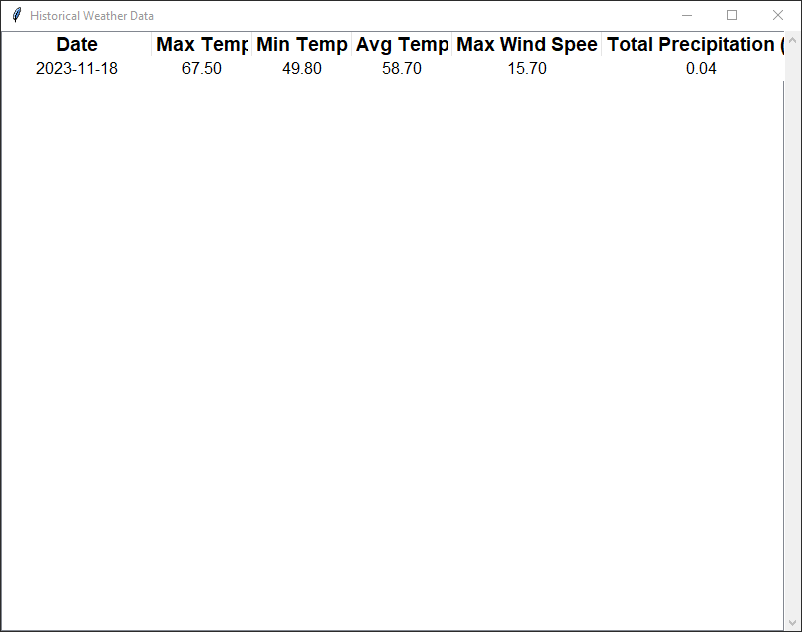 Historical Weather Data
Date Max Temp Min Temp Avg Temp Max Wind Spee Total Precipitation (
2023-11-18 67.50 49.80 58.70 15.70 0.04